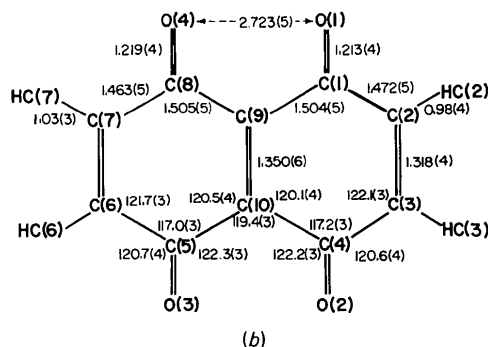 O(4) 2.723(5) O(1)
1.219(4) 1.213(4)
C(8) C(1)
HC(7) 1.463(5) 1.472(5) HC(2)
1.505(5) C(9) 1.504(5)
1.03(3) C(7) C(2) 0.98(4)
1.350(6) 1.318(4)
C(6) 121.7(3) 120.5(4) C(10) 120.1(4) 122.1(3) C(3)
119.4(3)
HC(6) 117.0(3) 117.2(3) HC(3)
120.7(4) C(5) 122.3(3) 122.2(3) C(4) 120.6(4)
O(3) O(2)
(b)